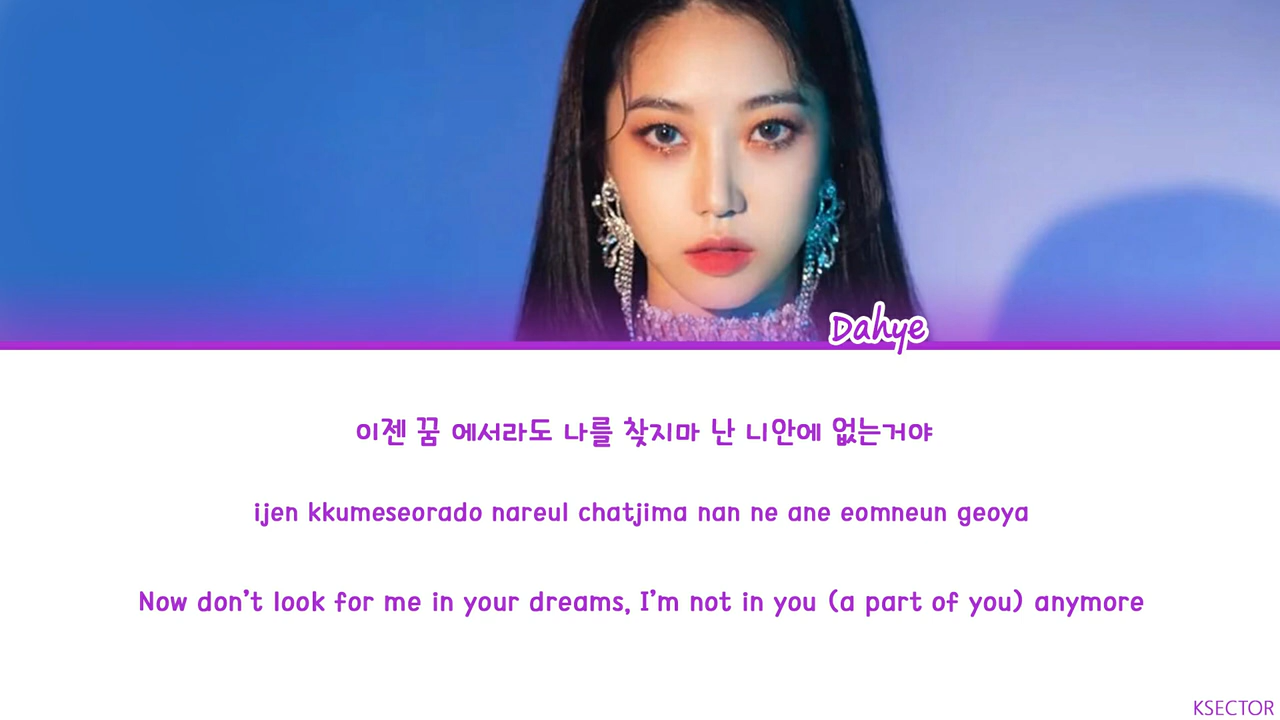 Dahye
이젠 꿈 에서라도 나를 찾지마 난 니안에 없는거야
ijen kkumeseorado nareul chatjima nan ne ane eomneun geoya
Now don't look for me in your dreams, I'm not in you (a part of you) anymore
KSECTOR